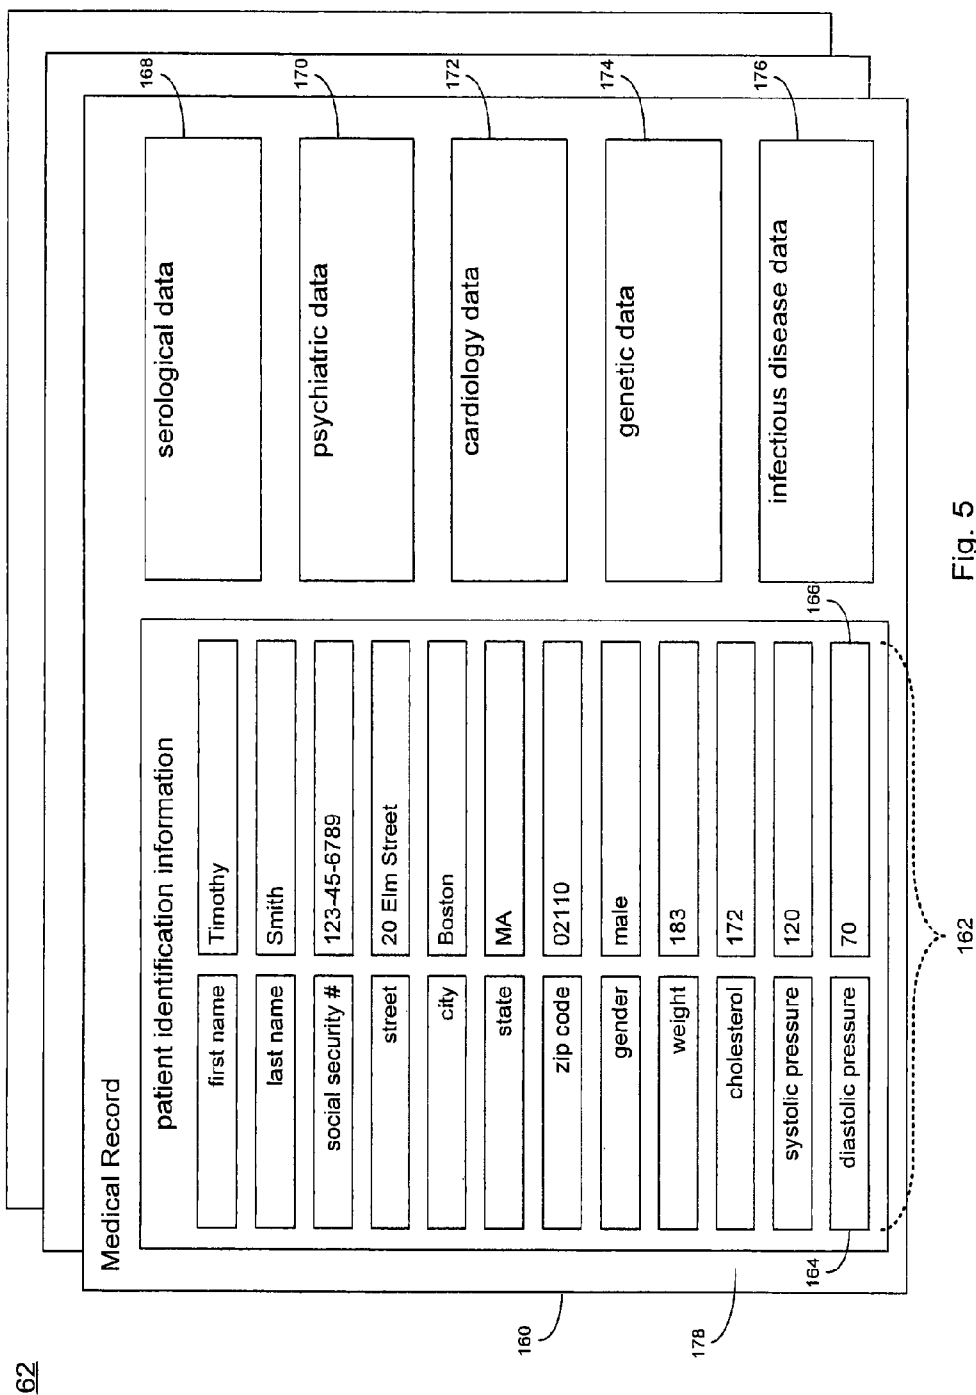 62
Medical Record
patient identification information
first name Timothy
last name Smith
social security # 123-45-6789
street 20 Elm Street
city Boston
state MA
zip code 02110
gender male
weight 183
cholesterol 172
systolic pressure 120
diastolic pressure 70
serological data
psychiatric data
cardiology data
genetic data
infectious disease data
168
170
172
174
176
160
178
164
166
162
Fig. 5